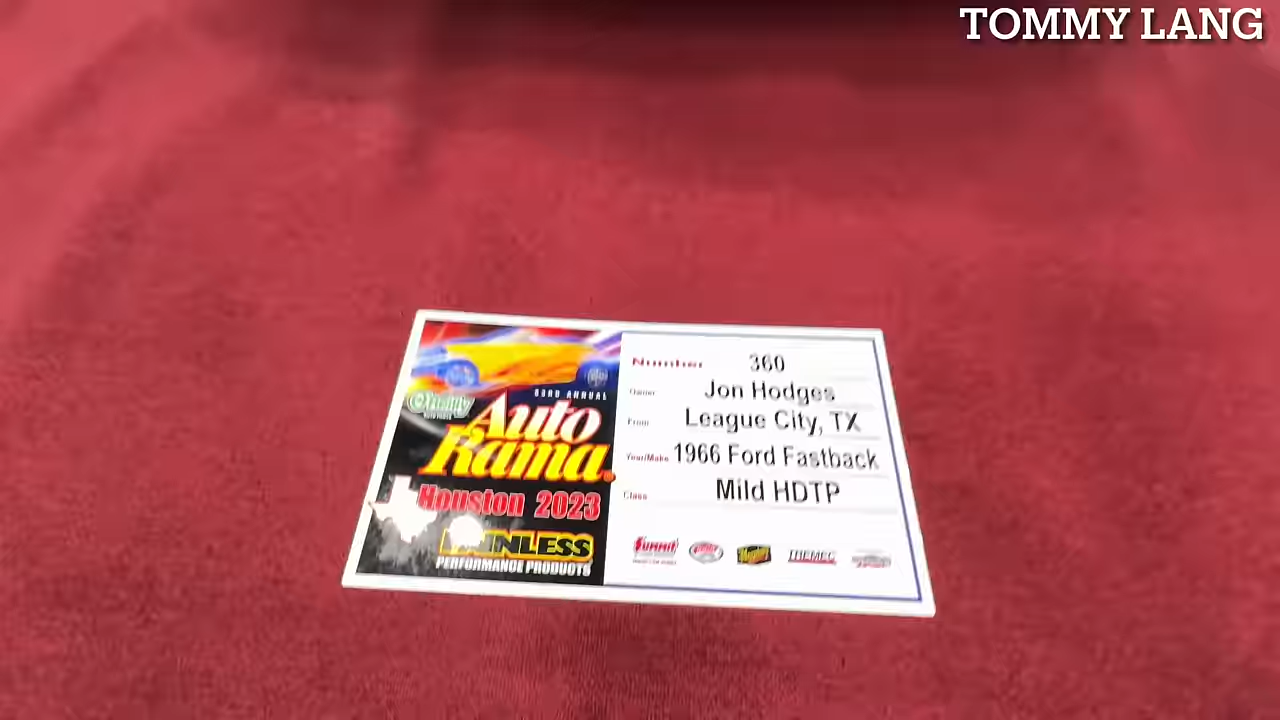 TOMMY LANG
63RD ANNUAL
Auto
Rama.
Houston 2023
PAINLESS
PERFORMANCE PRODUCTS
Number 360
Owner Jon Hodges
From League City, TX
Year/Make 1966 Ford Fastback
Class Mild HDTP
SUMMIT